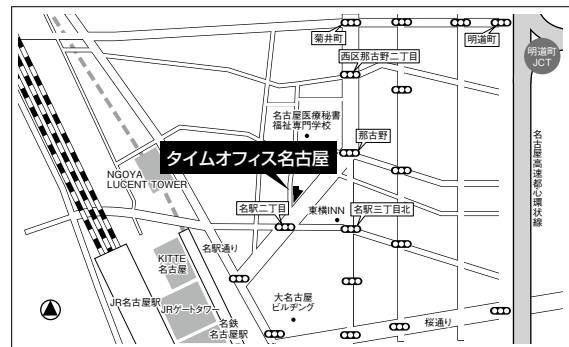 菊井町
明道町
明道町
JCT
西区那古野二丁目
名古屋医療秘書
福祉専門学校
那古野
名古屋高速都心環状線
タイムオフィス名古屋
NGOYA
LUCENT TOWER
名駅二丁目
東横INN
名駅三丁目北
名駅通り
KITTE
名古屋
JR名古屋駅
JRゲートタワー
名鉄
名古屋駅
大名古屋
ビルヂング
桜通り